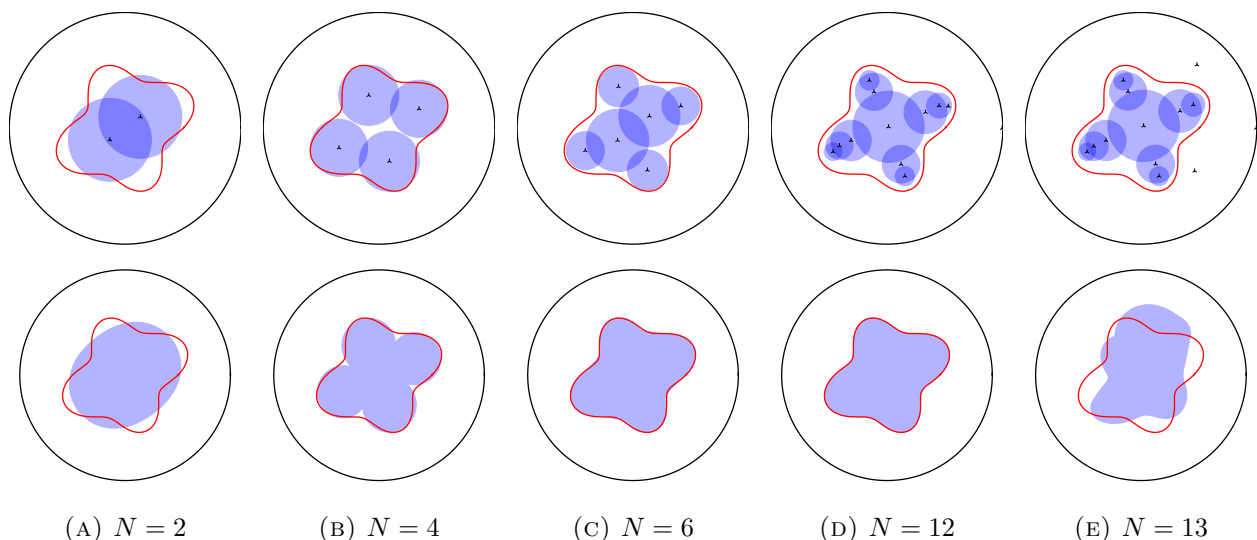 (A) N = 2 (B) N = 4 (C) N = 6 (D) N = 12 (E) N = 13